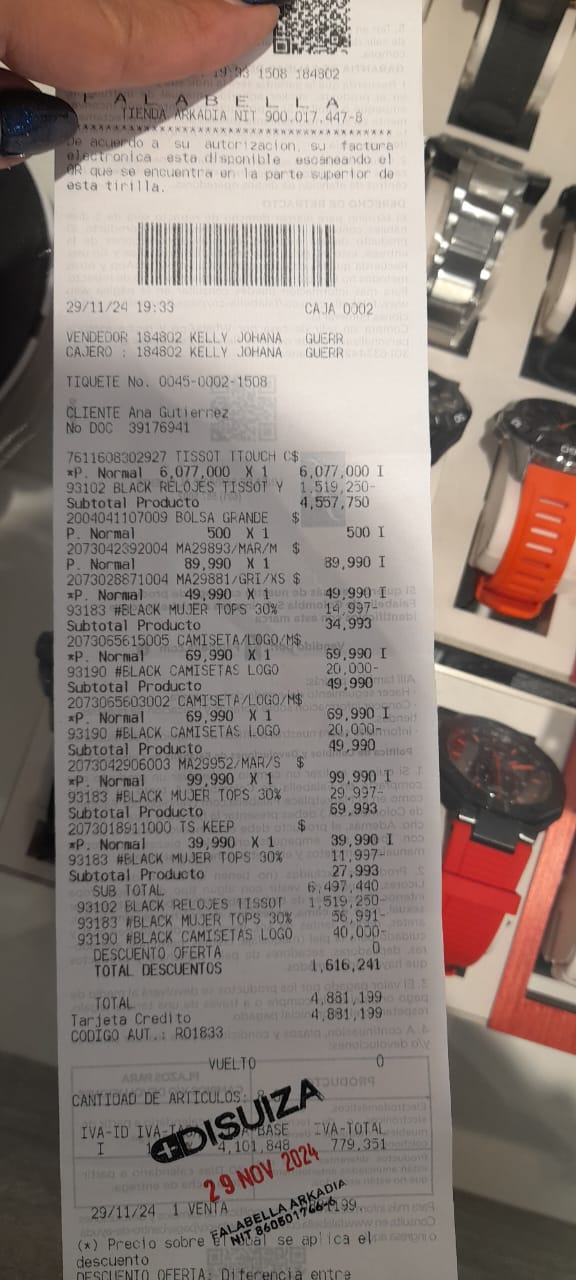 19:33 1508 184802
FALABELLA
TIENDA ARKADIA NIT 900.017.447-8
****************************************
De acuerdo a su autorizacion, su factura
electronica esta disponible escaneando el
QR que se encuentra en la parte superior de
esta tirilla.
29/11/24 19:33 CAJA 0002
VENDEDOR 184802 KELLY JOHANA GUERR
CAJERO : 184802 KELLY JOHANA GUERR
TIQUETE No. 0045-0002-1508
CLIENTE Ana Gutierrez
No DOC 39176941
7611608302927 TISSOT TTOUCH C$
*P. Normal 6,077,000 X 1 6,077,000 I
93102 BLACK RELOJES TISSOT Y 1,519,250-
Subtotal Producto 4,557,750
2004041107009 BOLSA GRANDE $
P. Normal 500 X 1 500 I
2073042392004 MA29893/MAR/M $
P. Normal 89,990 X 1 89,990 I
2073028871004 MA29881/GRI/XS $
*P. Normal 49,990 X 1 49,990 I
93183 #BLACK MUJER TOPS 30% 14,997-
Subtotal Producto 34,993
2073065615005 CAMISETA/LOGO/M$
*P. Normal 69,990 X 1 69,990 I
93190 #BLACK CAMISETAS LOGO 20,000-
Subtotal Producto 49,990
2073065603002 CAMISETA/LOGO/M$
*P. Normal 69,990 X 1 69,990 I
93190 #BLACK CAMISETAS LOGO 20,000-
Subtotal Producto 49,990
2073042906003 MA29952/MAR/S $
*P. Normal 99,990 X 1 99,990 I
93183 #BLACK MUJER TOPS 30% 29,997-
Subtotal Producto 69,993
2073018911000 TS KEEP $
*P. Normal 39,990 X 1 39,990 I
93183 #BLACK MUJER TOPS 30% 11,997-
Subtotal Producto 27,993
SUB TOTAL 6,497,440
93102 BLACK RELOJES TISSOT 1,519,250-
93183 #BLACK MUJER TOPS 30% 56,991-
93190 #BLACK CAMISETAS LOGO 40,000-
DESCUENTO OFERTA 0
TOTAL DESCUENTOS 1,616,241
TOTAL 4,881,199
Tarjeta Credito 4,881,199
CODIGO AUT.: R01833
VUELTO 0
CANTIDAD DE ARTICULOS: 8
DISUIZA
IVA-ID BASE IVA-TOTAL
I 4,101,848 779,351
29 NOV 2024
29/11/24 1 VENTA
FALABELLA ARKADIA
NIT 860501766-6
(*) Precio sobre el cual se aplica el
descuento
DESCUENTO OFERTA: Diferencia entre